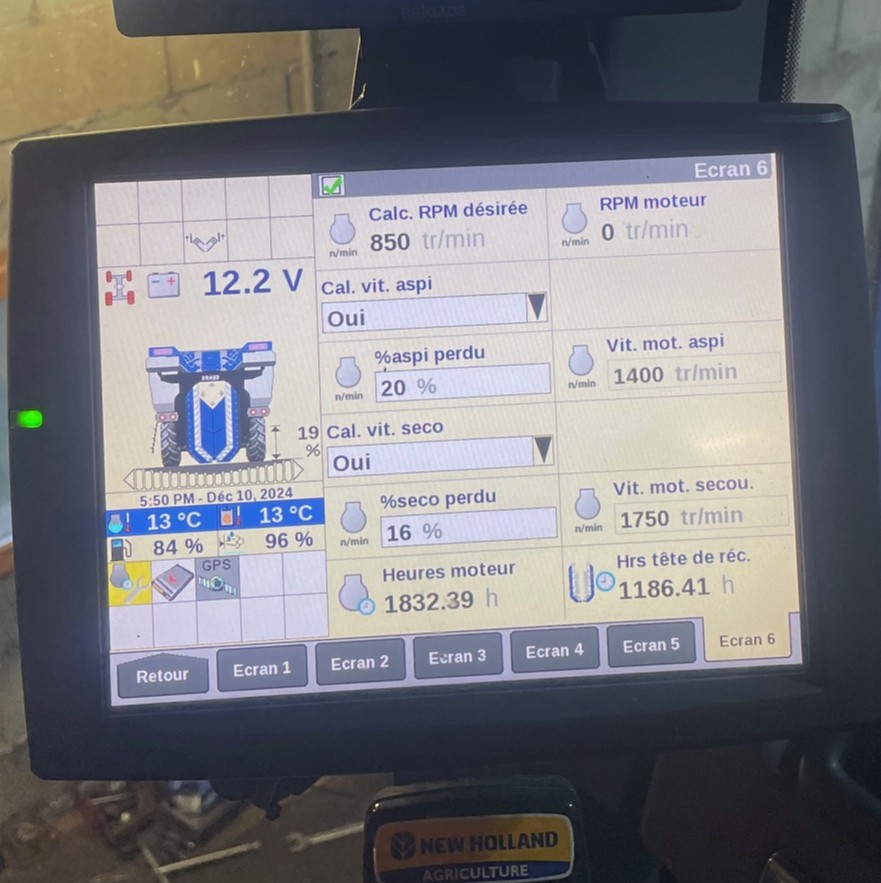 Ecran 6
Calc. RPM désirée
n/min 850 tr/min
RPM moteur
n/min 0 tr/min
12.2 V
Cal. vit. aspi
Oui
%aspi perdu
n/min 20 %
Vit. mot. aspi
n/min 1400 tr/min
BRAUD
19
%
Cal. vit. seco
Oui
5:50 PM - Déc 10, 2024
13 °C 13 °C
84 % 96 %
%seco perdu
n/min 16 %
Vit. mot. secou.
n/min 1750 tr/min
GPS
Heures moteur
1832.39 h
Hrs tête de réc.
1186.41 h
Retour
Ecran 1
Ecran 2
Ecran 3
Ecran 4
Ecran 5
Ecran 6
NEW HOLLAND
AGRICULTURE